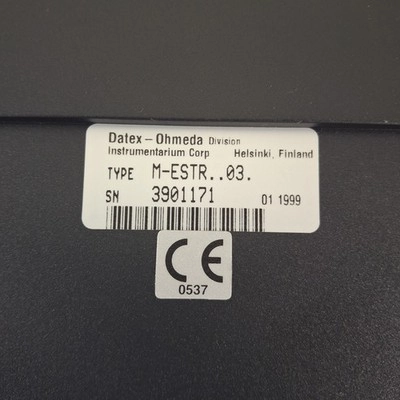 Datex-Ohmeda Division
Instrumentarium Corp Helsinki, Finland
TYPE M-ESTR..03.
SN 3901171 01 1999
CE
0537